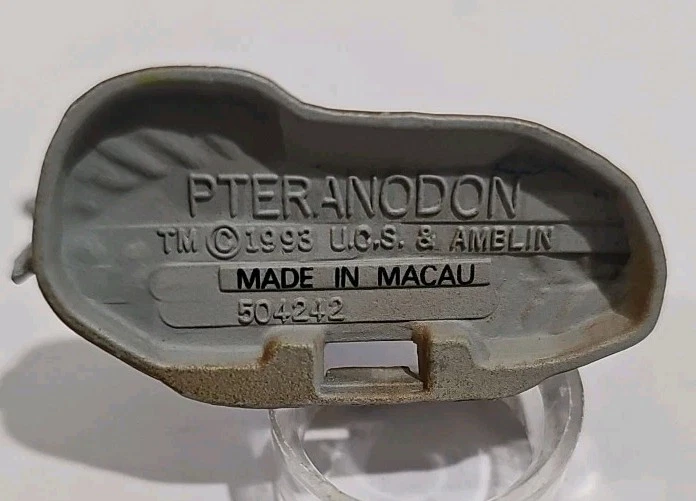 PTERANODON
TM © 1993 U.C.S. & AMBLIN
MADE IN MACAU
504242